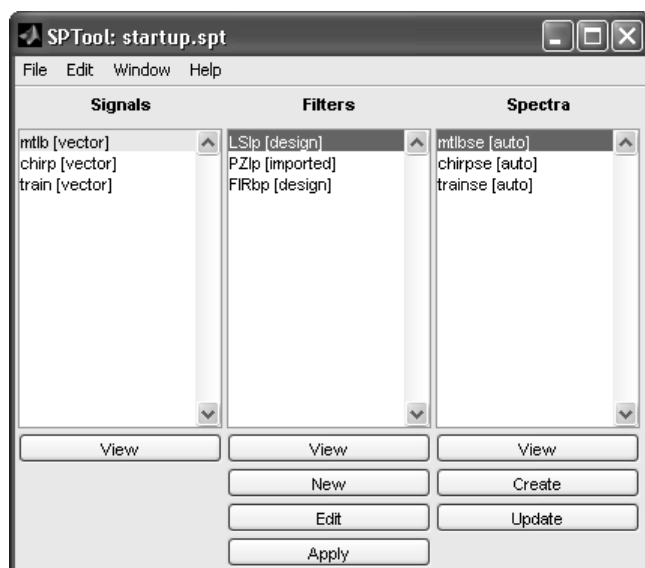 SPTool: startup.spt
File Edit Window Help
Signals Filters Spectra
mtlb [vector] LSlp [design] mtlbse [auto]
chirp [vector] PZlp [imported] chirpse [auto]
train [vector] FIRbp [design] trainse [auto]
View View View
New Create
Edit Update
Apply